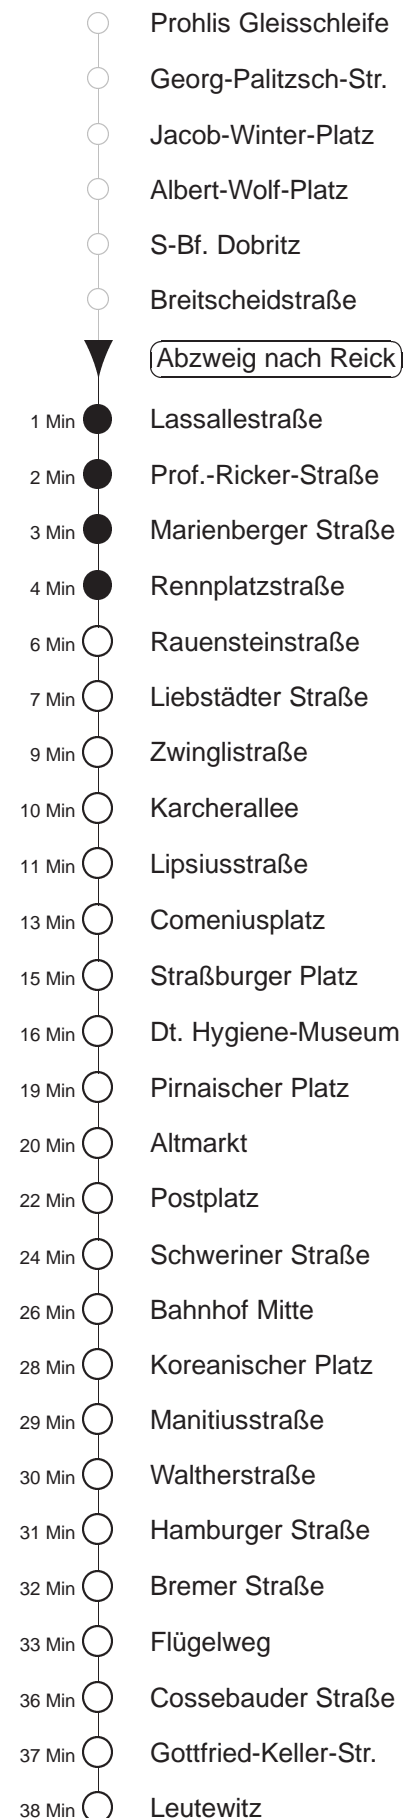 Prohlis Gleisschleife
Georg-Palitzsch-Str.
Jacob-Winter-Platz
Albert-Wolf-Platz
S-Bf. Dobritz
Breitscheidstraße
Abzweig nach Reick
1 Min Lassallestraße
2 Min Prof.-Ricker-Straße
3 Min Marienberger Straße
4 Min Rennplatzstraße
6 Min Rauensteinstraße
7 Min Liebstädter Straße
9 Min Zwinglistraße
10 Min Karcherallee
11 Min Lipsiusstraße
13 Min Comeniusplatz
15 Min Straßburger Platz
16 Min Dt. Hygiene-Museum
19 Min Pirnaischer Platz
20 Min Altmarkt
22 Min Postplatz
24 Min Schweriner Straße
26 Min Bahnhof Mitte
28 Min Koreanischer Platz
29 Min Manitiusstraße
30 Min Waltherstraße
31 Min Hamburger Straße
32 Min Bremer Straße
33 Min Flügelweg
36 Min Cossebauder Straße
37 Min Gottfried-Keller-Str.
38 Min Leutewitz